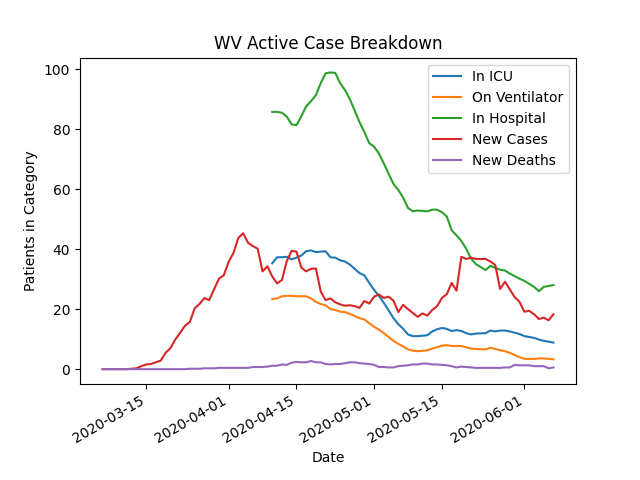 WV Active Case Breakdown
100
80
60
40
20
0
Patients in Category
In ICU
On Ventilator
In Hospital
New Cases
New Deaths
2020-03-15
2020-04-01
2020-04-15
2020-05-01
2020-05-15
2020-06-01
Date